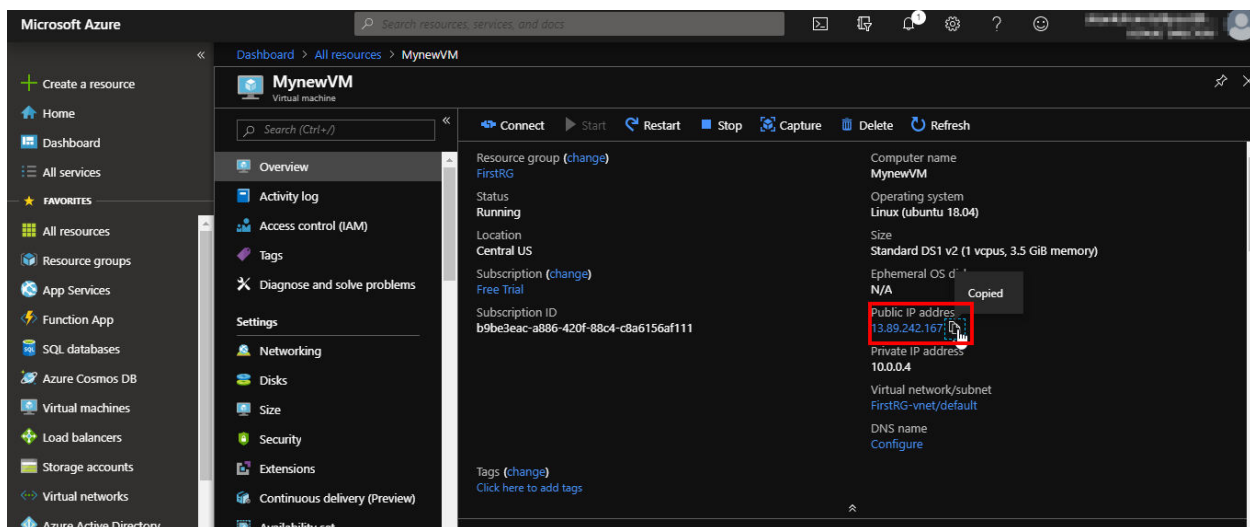 Microsoft Azure
Search resources, services, and docs
1
Dashboard > All resources > MynewVM
Create a resource
Home
Dashboard
All services
FAVORITES
All resources
Resource groups
App Services
Function App
SQL databases
Azure Cosmos DB
Virtual machines
Load balancers
Storage accounts
Virtual networks
Azure Active Directory
MynewVM
Virtual machine
Search (Ctrl+/)
Overview
Activity log
Access control (IAM)
Tags
Diagnose and solve problems
Settings
Networking
Disks
Size
Security
Extensions
Continuous delivery (Preview)
Availability set
Connect Start Restart Stop Capture Delete Refresh
Resource group (change)
FirstRG
Status
Running
Location
Central US
Subscription (change)
Free Trial
Subscription ID
b9be3eac-a886-420f-88c4-c8a6156af111
Tags (change)
Click here to add tags
Computer name
MynewVM
Operating system
Linux (ubuntu 18.04)
Size
Standard DS1 v2 (1 vcpus, 3.5 GiB memory)
Ephemeral OS di
N/A
Copied
Public IP addres
13.89.242.167
Private IP address
10.0.0.4
Virtual network/subnet
FirstRG-vnet/default
DNS name
Configure